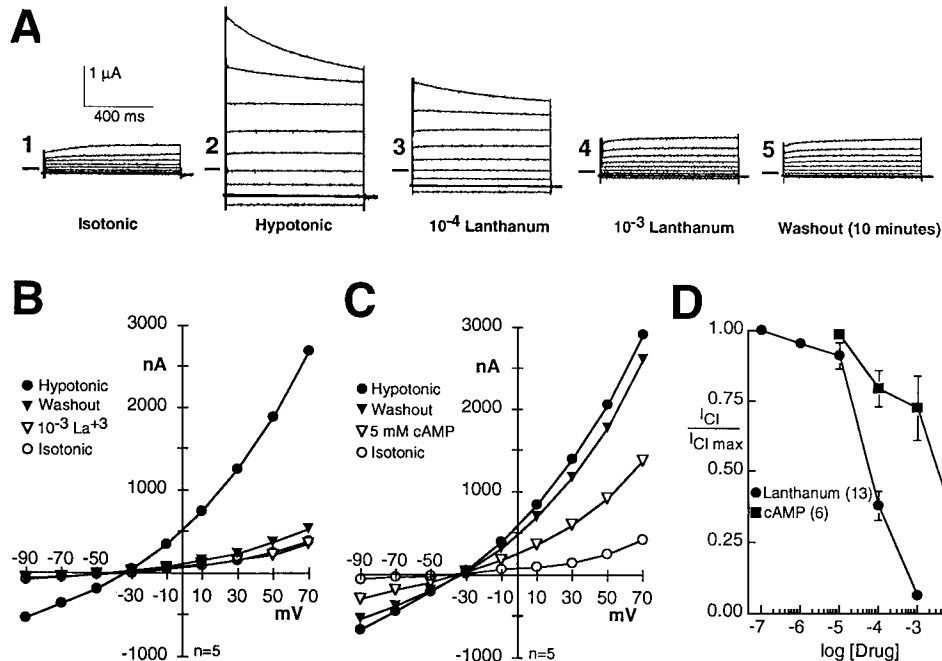 A
1 µA
400 ms
1
2
3
4
5
Isotonic
Hypotonic
10-4 Lanthanum
10-3 Lanthanum
Washout (10 minutes)
B
3000
nA
2000
1000
-1000
Hypotonic
Washout
10-3 La+3
Isotonic
-90 -70 -50
-30 10 30 50 70
mV
n=5
C
3000
nA
2000
1000
-1000
Hypotonic
Washout
5 mM cAMP
Isotonic
-90 -70 -50
-30 10 30 50 70
mV
n=5
D
1.00
0.75
0.50
0.25
0.00
ICl
ICl max
Lanthanum (13)
cAMP (6)
-7 -6 -5 -4 -3
log [Drug]